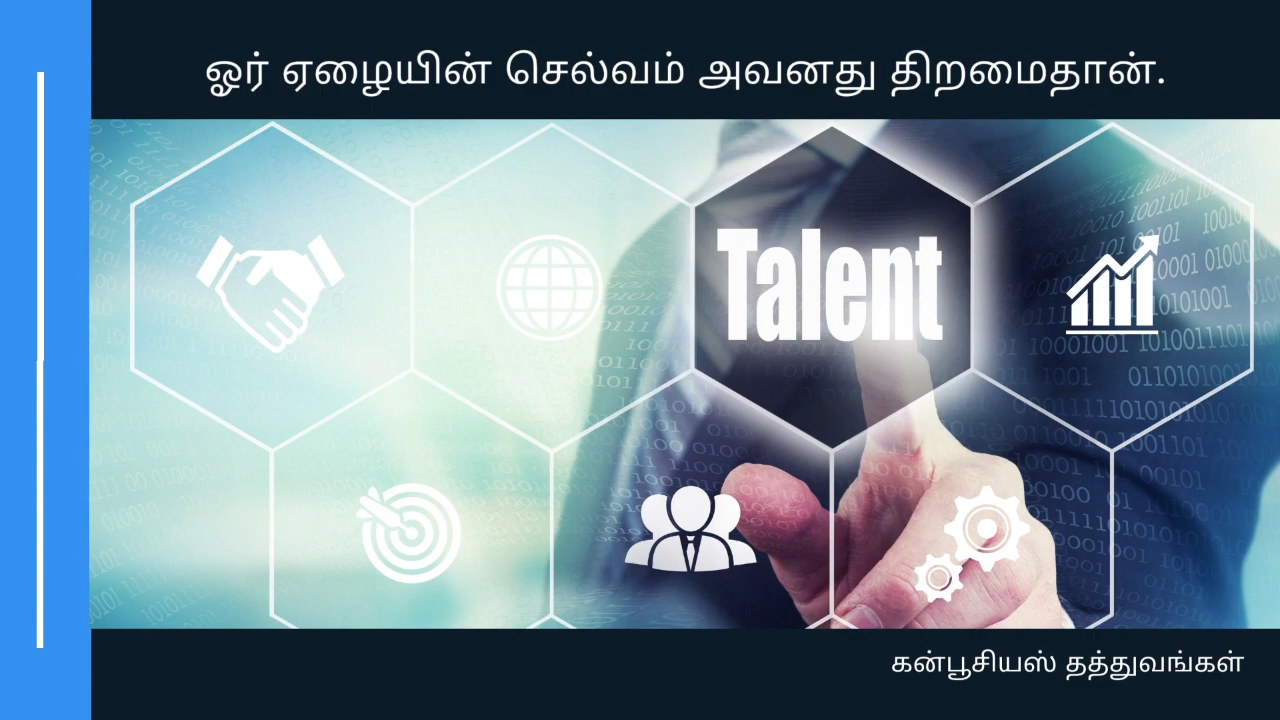 ஓர் ஏழையின் செல்வம் அவனது திறமைதான்.
Talent
கன்பூசியஸ் தத்துவங்கள்